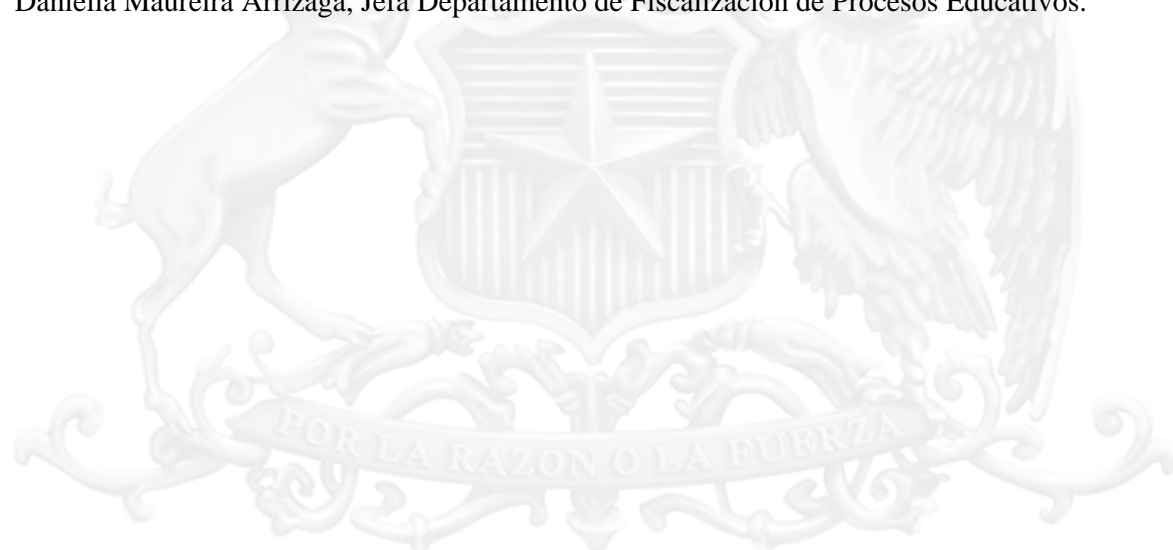 Daniella Maureira Arrizaga, Jefa Departamento de Fiscalización de Procesos Educativos.
POR LA RAZON O LA FUERZA